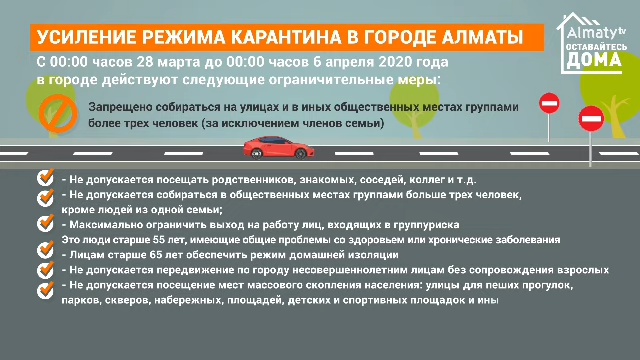 УСИЛЕНИЕ РЕЖИМА КАРАНТИНА В ГОРОДЕ АЛМАТЫ
Almaty tv
ОСТАВАЙТЕСЬ
ДОМА
С 00:00 часов 28 марта до 00:00 часов 6 апреля 2020 года
в городе действуют следующие ограничительные меры:
Запрещено собираться на улицах и в иных общественных местах группами
более трех человек (за исключением членов семьи)
- Не допускается посещать родственников, знакомых, соседей, коллег и т.д.
- Не допускается собираться в общественных местах группами больше трех человек,
кроме людей из одной семьи;
- Максимально ограничить выход на работу лиц, входящих в группуриска
Это люди старше 55 лет, имеющие общие проблемы со здоровьем или хронические заболевания
- Лицам старше 65 лет обеспечить режим домашней изоляции
- Не допускается передвижение по городу несовершеннолетним лицам без сопровождения взрослых
- Не допускается посещение мест массового скопления населения: улицы для пеших прогулок,
парков, скверов, набережных, площадей, детских и спортивных площадок и ины